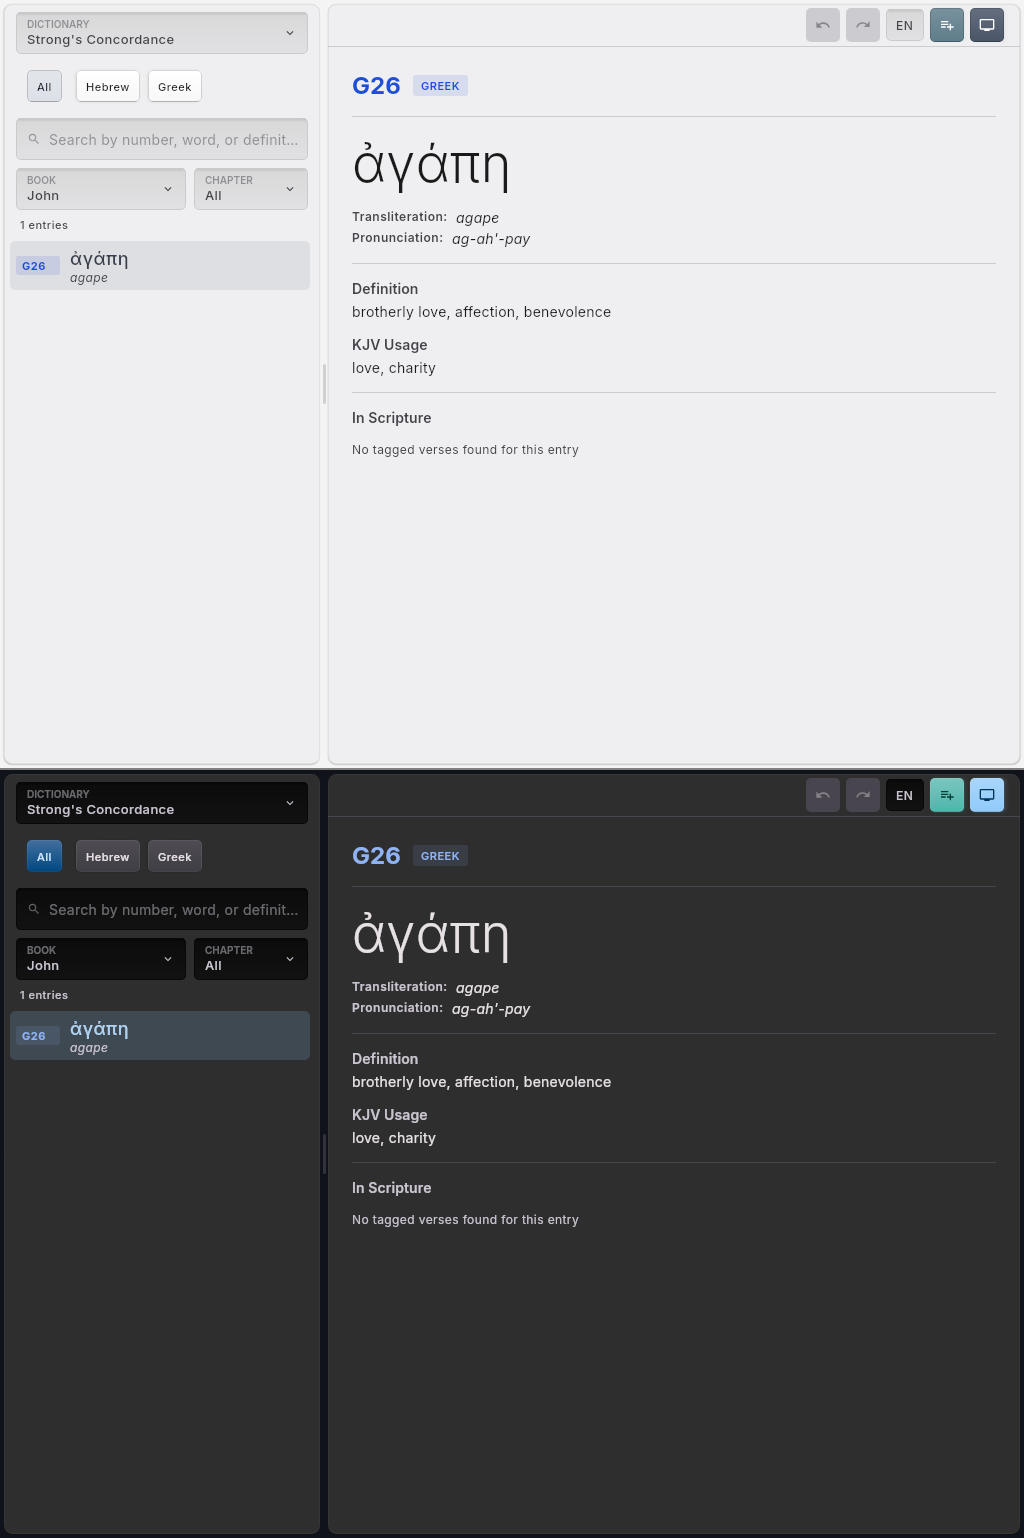 DICTIONARY
Strong's Concordance
All
Hebrew
Greek
Search by number, word, or definit...
BOOK
John
CHAPTER
All
1 entries
G26
ἀγάπη
agape
EN
G26
GREEK
ἀγάπη
Transliteration: agape
Pronunciation: ag-ah'-pay
Definition
brotherly love, affection, benevolence
KJV Usage
love, charity
In Scripture
No tagged verses found for this entry
DICTIONARY
Strong's Concordance
All
Hebrew
Greek
Search by number, word, or definit...
BOOK
John
CHAPTER
All
1 entries
G26
ἀγάπη
agape
EN
G26
GREEK
ἀγάπη
Transliteration: agape
Pronunciation: ag-ah'-pay
Definition
brotherly love, affection, benevolence
KJV Usage
love, charity
In Scripture
No tagged verses found for this entry